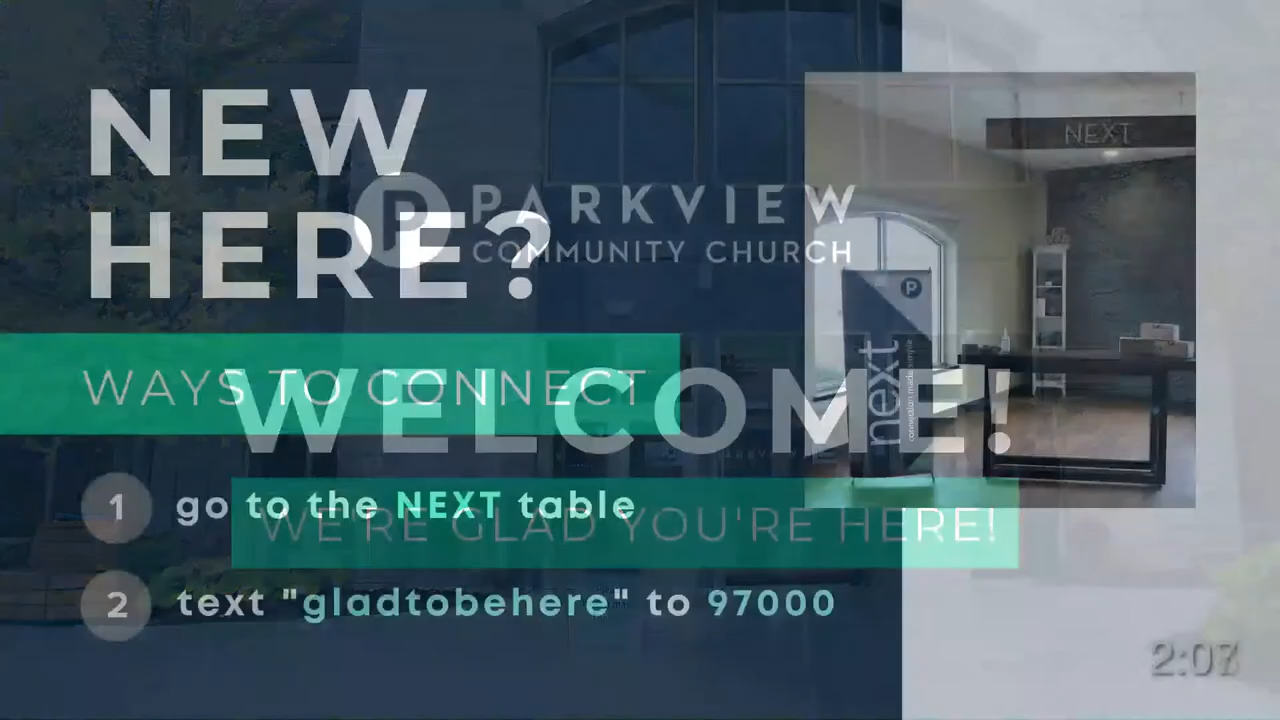 NEW
HERE?
P PARKVIEW
COMMUNITY CHURCH
WAYS TO CONNECT
WELCOME!
1 go to the NEXT table
WE'RE GLAD YOU'RE HERE!
2 text "gladtobehere" to 97000
NEXT
P
next